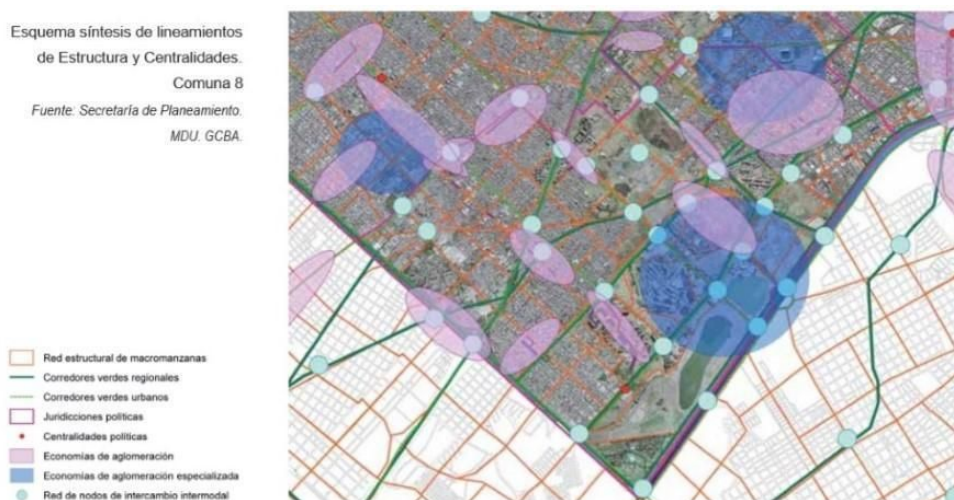 Esquema síntesis de lineamientos
de Estructura y Centralidades.
Comuna 8
Fuente: Secretaría de Planeamiento.
MDU. GCBA.
Red estructural de macromanzanas
Corredores verdes regionales
Corredores verdes urbanos
Juridicciones políticas
Centralidades políticas
Economías de aglomeración
Economías de aglomeración especializada
Red de nodos de intercambio intermodal